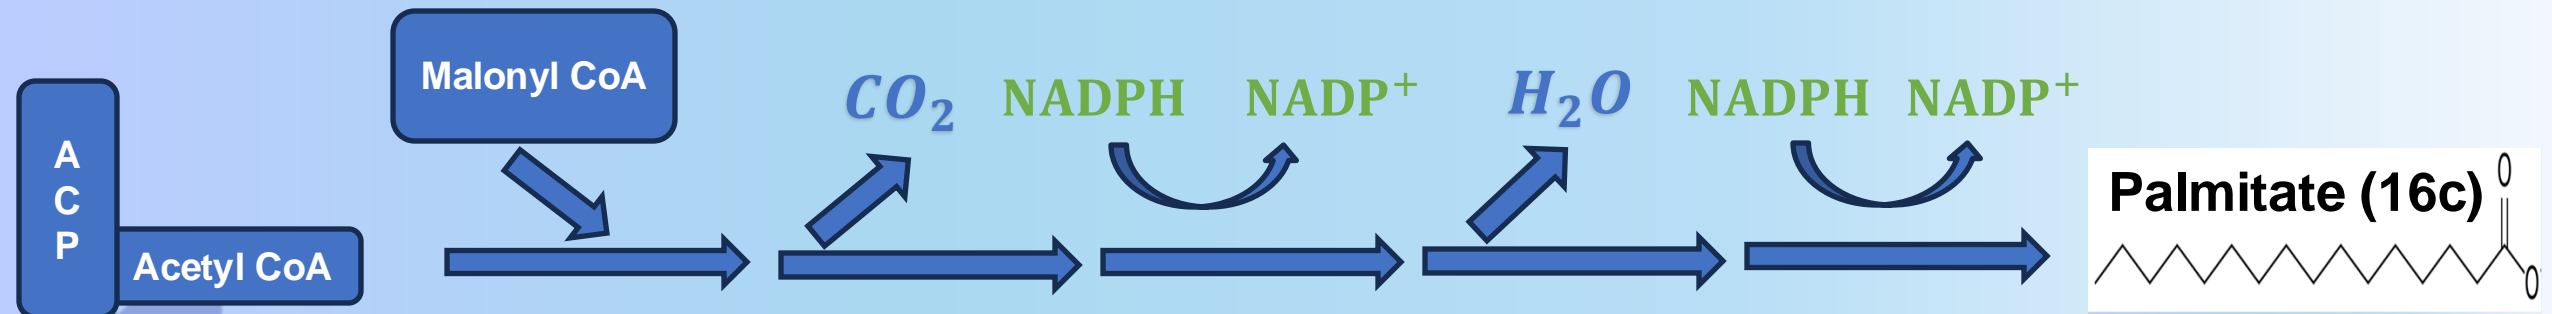 A
C
P
Acetyl CoA
Malonyl CoA
CO₂
NADPH
NADP⁺
H₂O
NADPH
NADP⁺
Palmitate (16c)
O
O